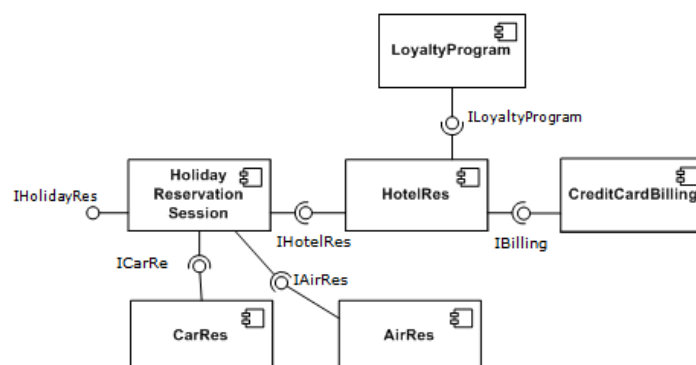 LoyaltyProgram
ILoyaltyProgram
Holiday
Reservation
Session
HotelRes
CreditCardBilling
IHolidayRes
IHotelRes
IBilling
ICarRe
IAirRes
CarRes
AirRes